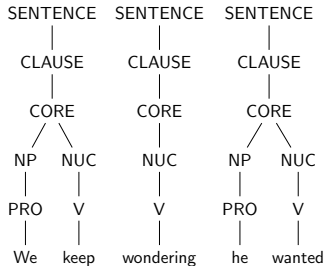 SENTENCE SENTENCE SENTENCE
CLAUSE CLAUSE CLAUSE
CORE CORE CORE
NP NUC NUC NP NUC
PRO V V PRO V
We keep wondering he wanted